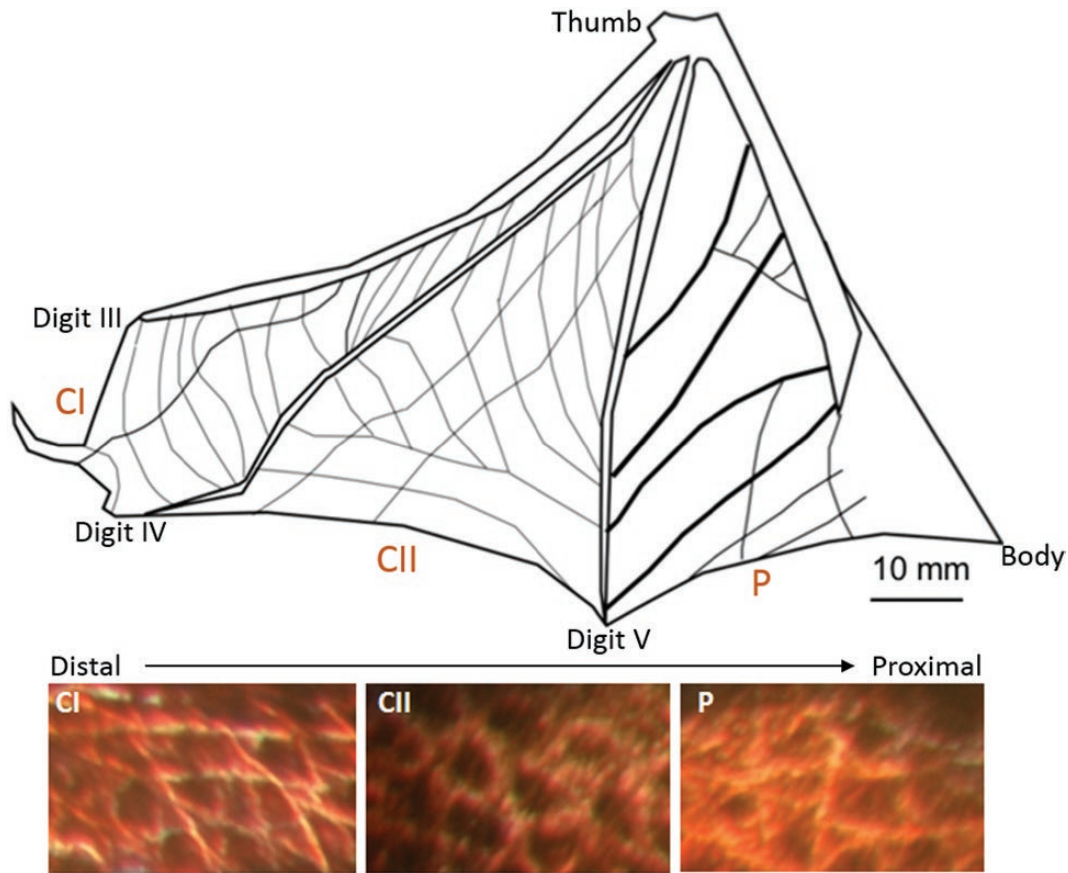 Thumb
Digit III
CI
Digit IV
CII
P
Body
10 mm
Digit V
Distal
Proximal
CI
CII
P